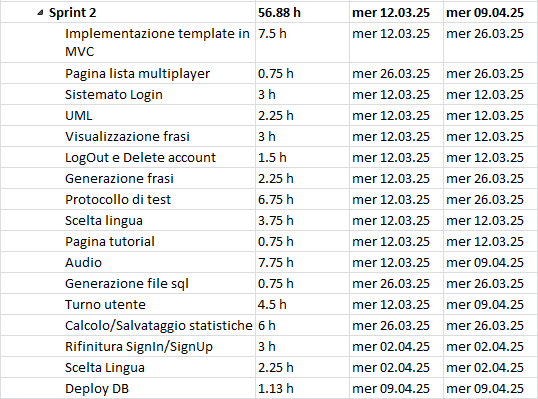 Sprint 2 56.88 h mer 12.03.25 mer 09.04.25
Implementazione template in 7.5 h mer 12.03.25 mer 26.03.25
MVC
Pagina lista multiplayer 0.75 h mer 26.03.25 mer 26.03.25
Sistemato Login 3 h mer 12.03.25 mer 12.03.25
UML 2.25 h mer 12.03.25 mer 12.03.25
Visualizzazione frasi 3 h mer 12.03.25 mer 12.03.25
LogOut e Delete account 1.5 h mer 12.03.25 mer 12.03.25
Generazione frasi 2.25 h mer 12.03.25 mer 26.03.25
Protocollo di test 6.75 h mer 12.03.25 mer 26.03.25
Scelta lingua 3.75 h mer 12.03.25 mer 12.03.25
Pagina tutorial 0.75 h mer 12.03.25 mer 12.03.25
Audio 7.75 h mer 12.03.25 mer 09.04.25
Generazione file sql 0.75 h mer 26.03.25 mer 26.03.25
Turno utente 4.5 h mer 12.03.25 mer 09.04.25
Calcolo/Salvataggio statistiche 6 h mer 26.03.25 mer 26.03.25
Rifinitura SignIn/SignUp 3 h mer 02.04.25 mer 02.04.25
Scelta Lingua 2.25 h mer 02.04.25 mer 02.04.25
Deploy DB 1.13 h mer 09.04.25 mer 09.04.25